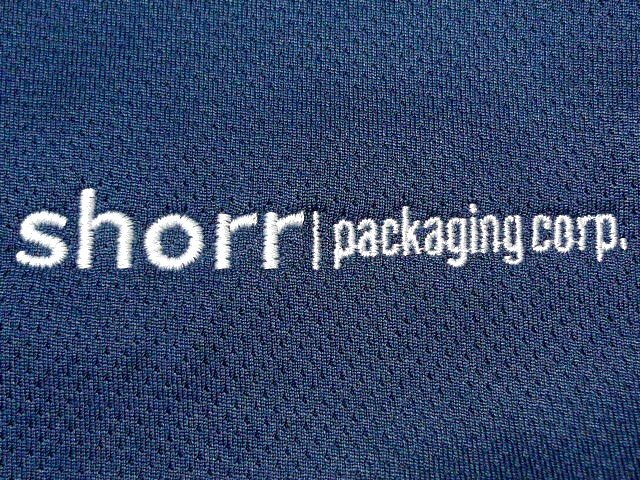 shorr | packaging corp.